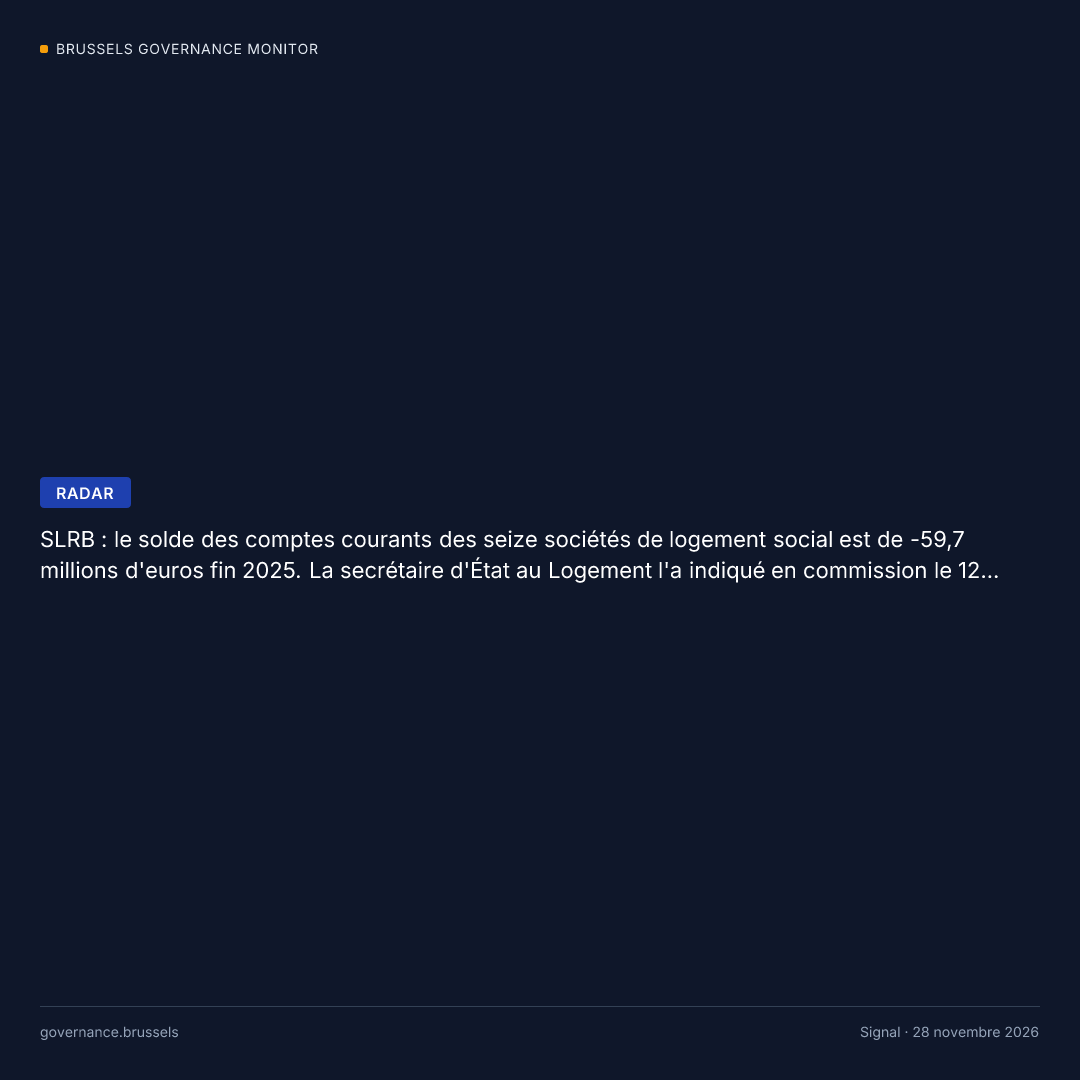 BRUSSELS GOVERNANCE MONITOR
RADAR
SLRB : le solde des comptes courants des seize sociétés de logement social est de -59,7
millions d'euros fin 2025. La secrétaire d'État au Logement l'a indiqué en commission le 12...
governance.brussels
Signal · 28 novembre 2026